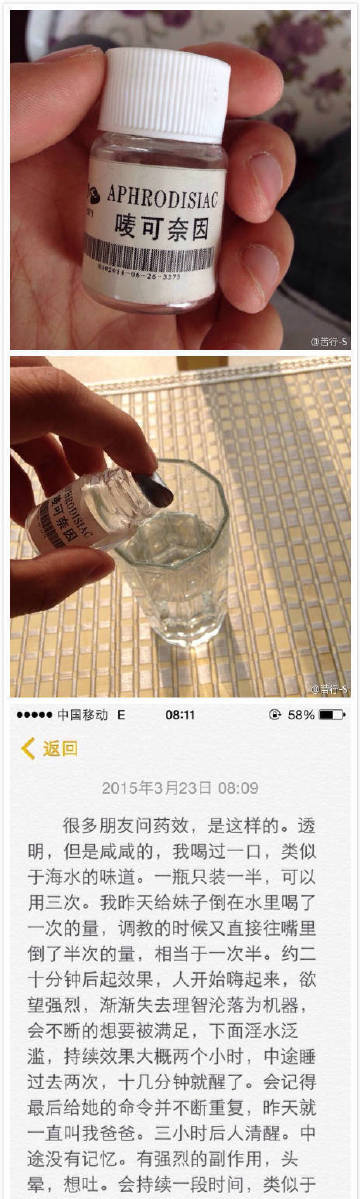 APHRODISIAC
唛可奈因
@苦行-S
APHRODISIAC
唛可奈因
@苦行-S
中国移动 E 08:11 58%
返回
2015年3月23日 08:09
很多朋友问药效，是这样的。透
明，但是咸咸的，我喝过一口，类似
于海水的味道。一瓶只装一半，可以
用三次。我昨天给妹子倒在水里喝了
一次的量，调教的时候又直接往嘴里
倒了半次的量，相当于一次半。约二
十分钟后起效果，人开始嗨起来，欲
望强烈，渐渐失去理智沦落为机器，
会不断的想要被满足，下面淫水泛
滥，持续效果大概两个小时，中途睡
过去两次，十几分钟就醒了。会记得
最后给她的命令并不断重复，昨天就
一直叫我爸爸。三小时后人清醒。中
途没有记忆。有强烈的副作用，头
晕，想吐。会持续一段时间，类似于